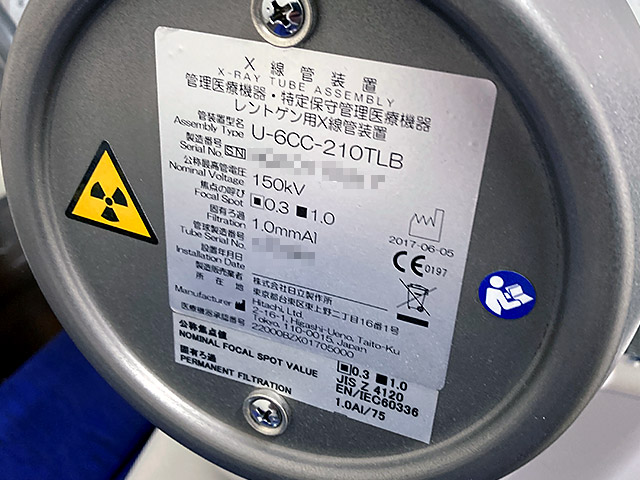 X 線管装置
X-RAY TUBE ASSEMBLY
管理医療機器・特定保守管理医療機器
レントゲン用X線管装置
管装置型名
Assembly Type U-6CC-210TLB
製造番号
Serial No. SN
公称最高管電圧
Nominal Voltage 150kV
焦点の呼び
Focal Spot 0.3 1.0
固有ろ過
Filtration 1.0mmAl
管球製造番号
Tube Serial No.
設置年月日
Installation Date
2017-06-05
CE 0197
製造販売業者 株式会社日立製作所
所在地 東京都台東区東上野二丁目16番1号
Manufacturer Hitachi, Ltd.
2-16-1, Higashi-Ueno, Taito-Ku
Tokyo, 110-0015, Japan
医療機器承認番号 22000BZX01705000
公称焦点値
NOMINAL FOCAL SPOT VALUE 0.3 1.0
JIS Z 4120
EN/IEC60336
固有ろ過
PERMANENT FILTRATION 1.0Al/75